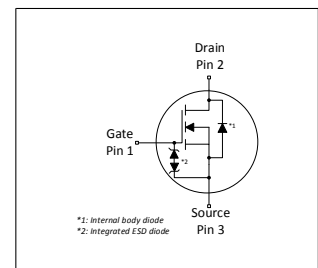 Drain
Pin 2
*1
Gate
Pin 1
*2
Source
Pin 3
*1: Internal body diode
*2: Integrated ESD diode